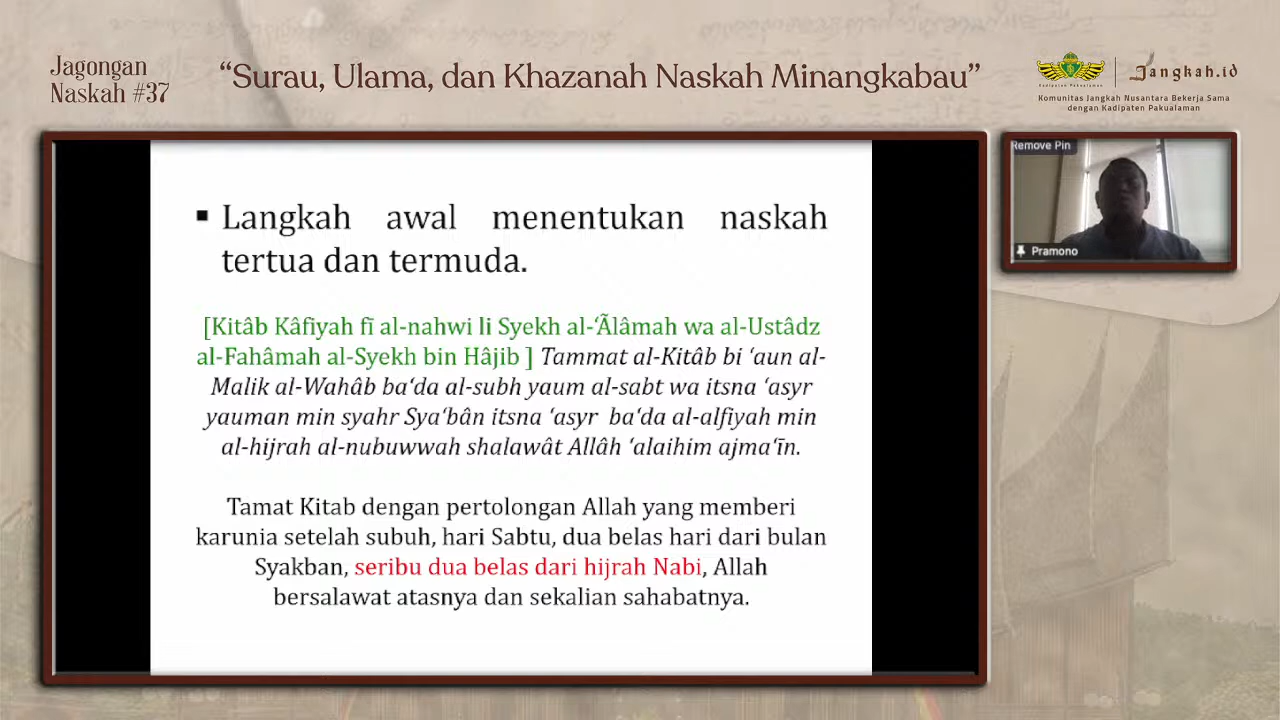 Jagongan
Naskah #37
“Surau, Ulama, dan Khazanah Naskah Minangkabau”
Kadipaten Pakualaman
Jangkah.id
Komunitas Jangkah Nusantara Bekerja Sama
dengan Kadipaten Pakualaman
▪ Langkah awal menentukan naskah
tertua dan termuda.
[Kitâb Kâfiyah fī al-nahwi li Syekh al-‘Ãlâmah wa al-Ustâdz
al-Fahâmah al-Syekh bin Hâjib ] Tammat al-Kitâb bi ‘aun al-
Malik al-Wahâb ba‘da al-subh yaum al-sabt wa itsna ‘asyr
yauman min syahr Sya‘bân itsna ‘asyr ba‘da al-alfiyah min
al-hijrah al-nubuwwah shalawât Allâh ‘alaihim ajma‘īn.
Tamat Kitab dengan pertolongan Allah yang memberi
karunia setelah subuh, hari Sabtu, dua belas hari dari bulan
Syakban, seribu dua belas dari hijrah Nabi, Allah
bersalawat atasnya dan sekalian sahabatnya.
Remove Pin
Pramono